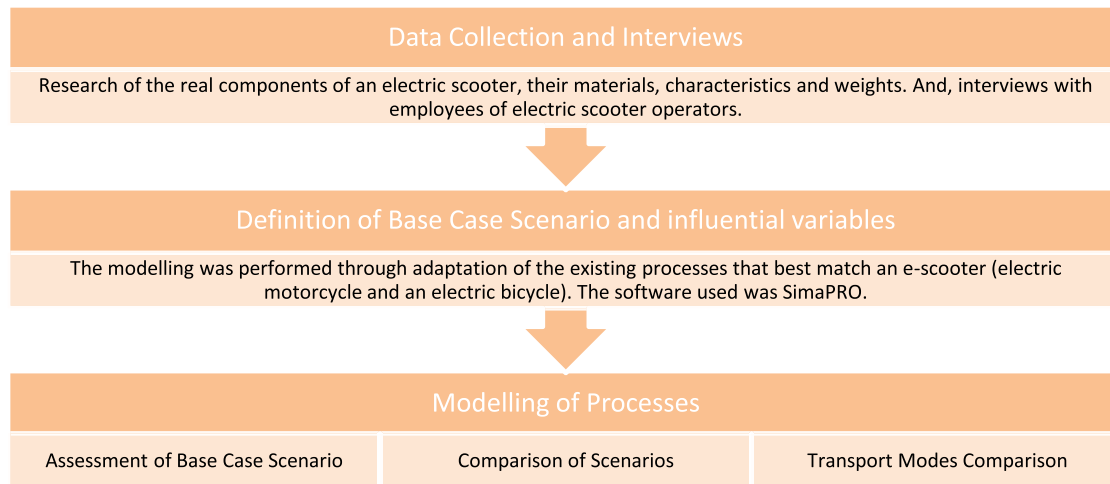 Data Collection and Interviews
Research of the real components of an electric scooter, their materials, characteristics and weights. And, interviews with
employees of electric scooter operators.
Definition of Base Case Scenario and influential variables
The modelling was performed through adaptation of the existing processes that best match an e-scooter (electric
motorcycle and an electric bicycle). The software used was SimaPRO.
Modelling of Processes
Assessment of Base Case Scenario
Comparison of Scenarios
Transport Modes Comparison